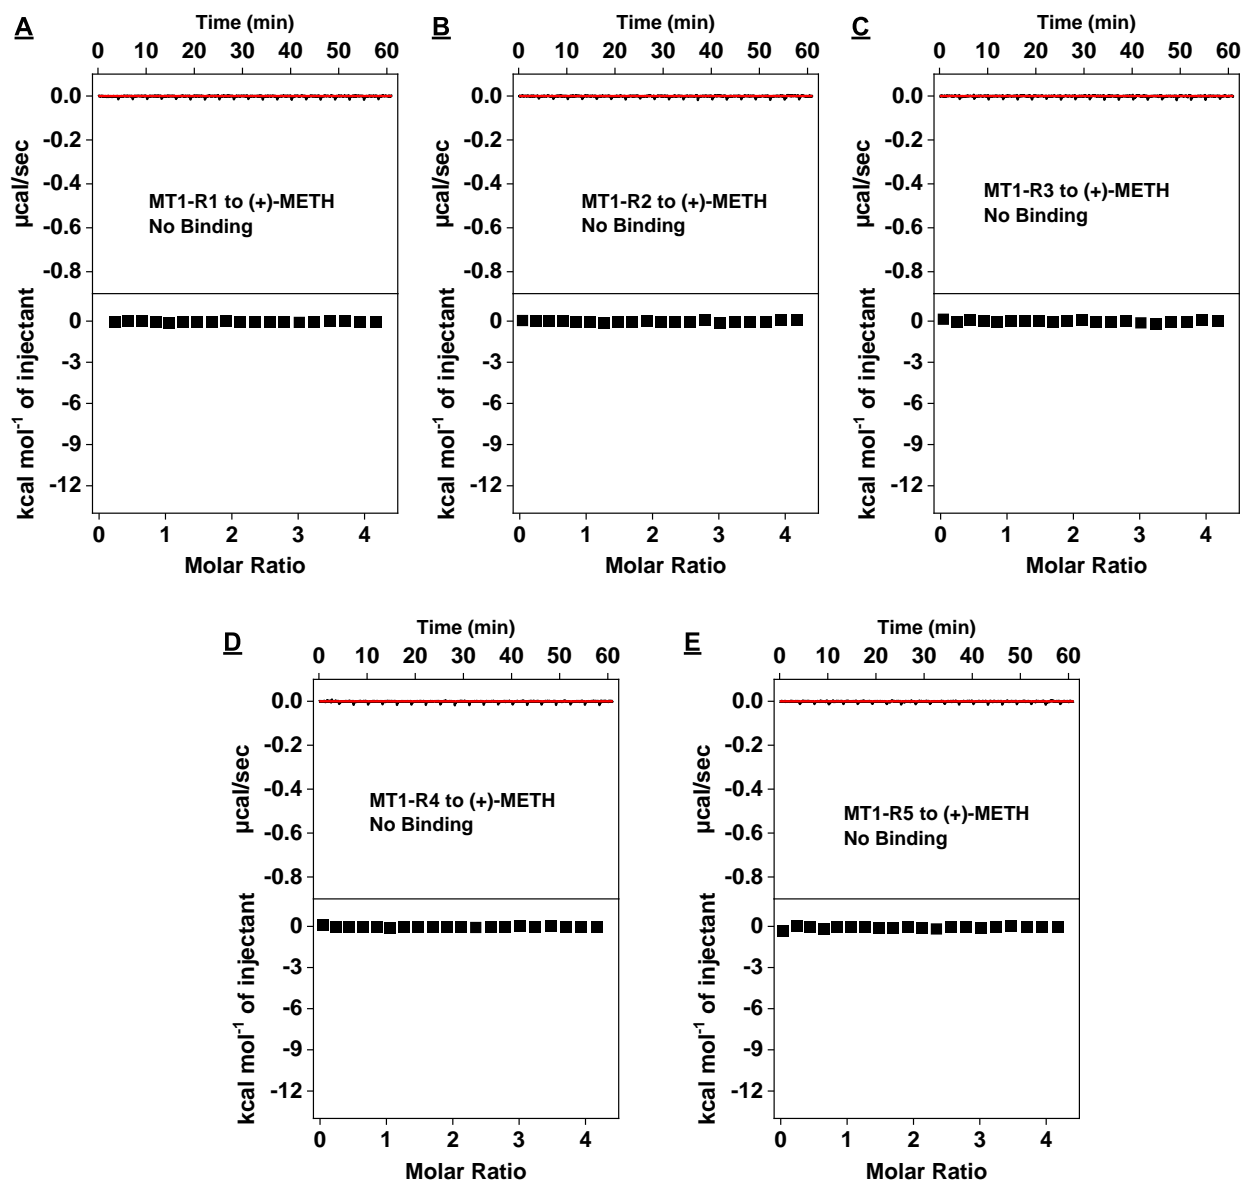 A
Time (min)
0 10 20 30 40 50 60
0.0
-0.2
-0.4
-0.6
-0.8
µcal/sec
MT1-R1 to (+)-METH
No Binding
0
-3
-6
-9
-12
kcal mol⁻¹ of injectant
0 1 2 3 4
Molar Ratio
B
Time (min)
0 10 20 30 40 50 60
0.0
-0.2
-0.4
-0.6
-0.8
µcal/sec
MT1-R2 to (+)-METH
No Binding
0
-3
-6
-9
-12
kcal mol⁻¹ of injectant
0 1 2 3 4
Molar Ratio
C
Time (min)
0 10 20 30 40 50 60
0.0
-0.2
-0.4
-0.6
-0.8
µcal/sec
MT1-R3 to (+)-METH
No Binding
0
-3
-6
-9
-12
kcal mol⁻¹ of injectant
0 1 2 3 4
Molar Ratio
D
Time (min)
0 10 20 30 40 50 60
0.0
-0.2
-0.4
-0.6
-0.8
µcal/sec
MT1-R4 to (+)-METH
No Binding
0
-3
-6
-9
-12
kcal mol⁻¹ of injectant
0 1 2 3 4
Molar Ratio
E
Time (min)
0 10 20 30 40 50 60
0.0
-0.2
-0.4
-0.6
-0.8
µcal/sec
MT1-R5 to (+)-METH
No Binding
0
-3
-6
-9
-12
kcal mol⁻¹ of injectant
0 1 2 3 4
Molar Ratio